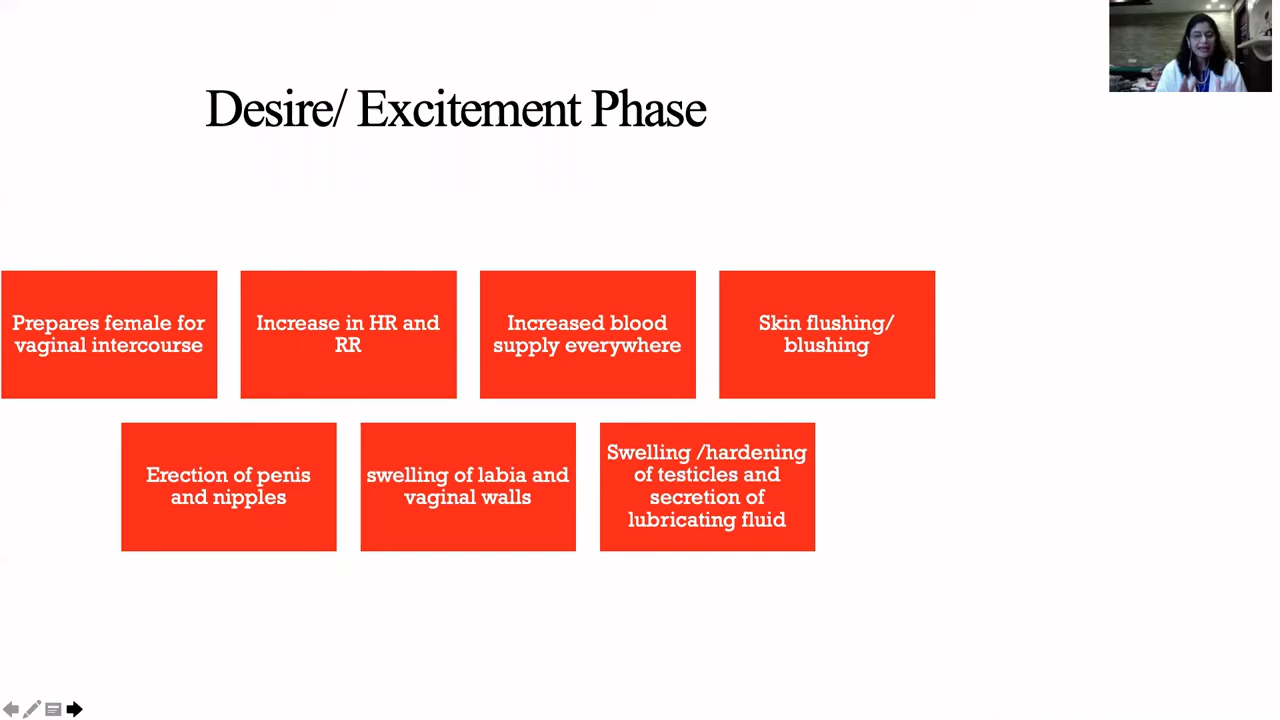 Desire/ Excitement Phase
Prepares female for
vaginal intercourse
Increase in HR and
RR
Increased blood
supply everywhere
Skin flushing/
blushing
Erection of penis
and nipples
swelling of labia and
vaginal walls
Swelling /hardening
of testicles and
secretion of
lubricating fluid